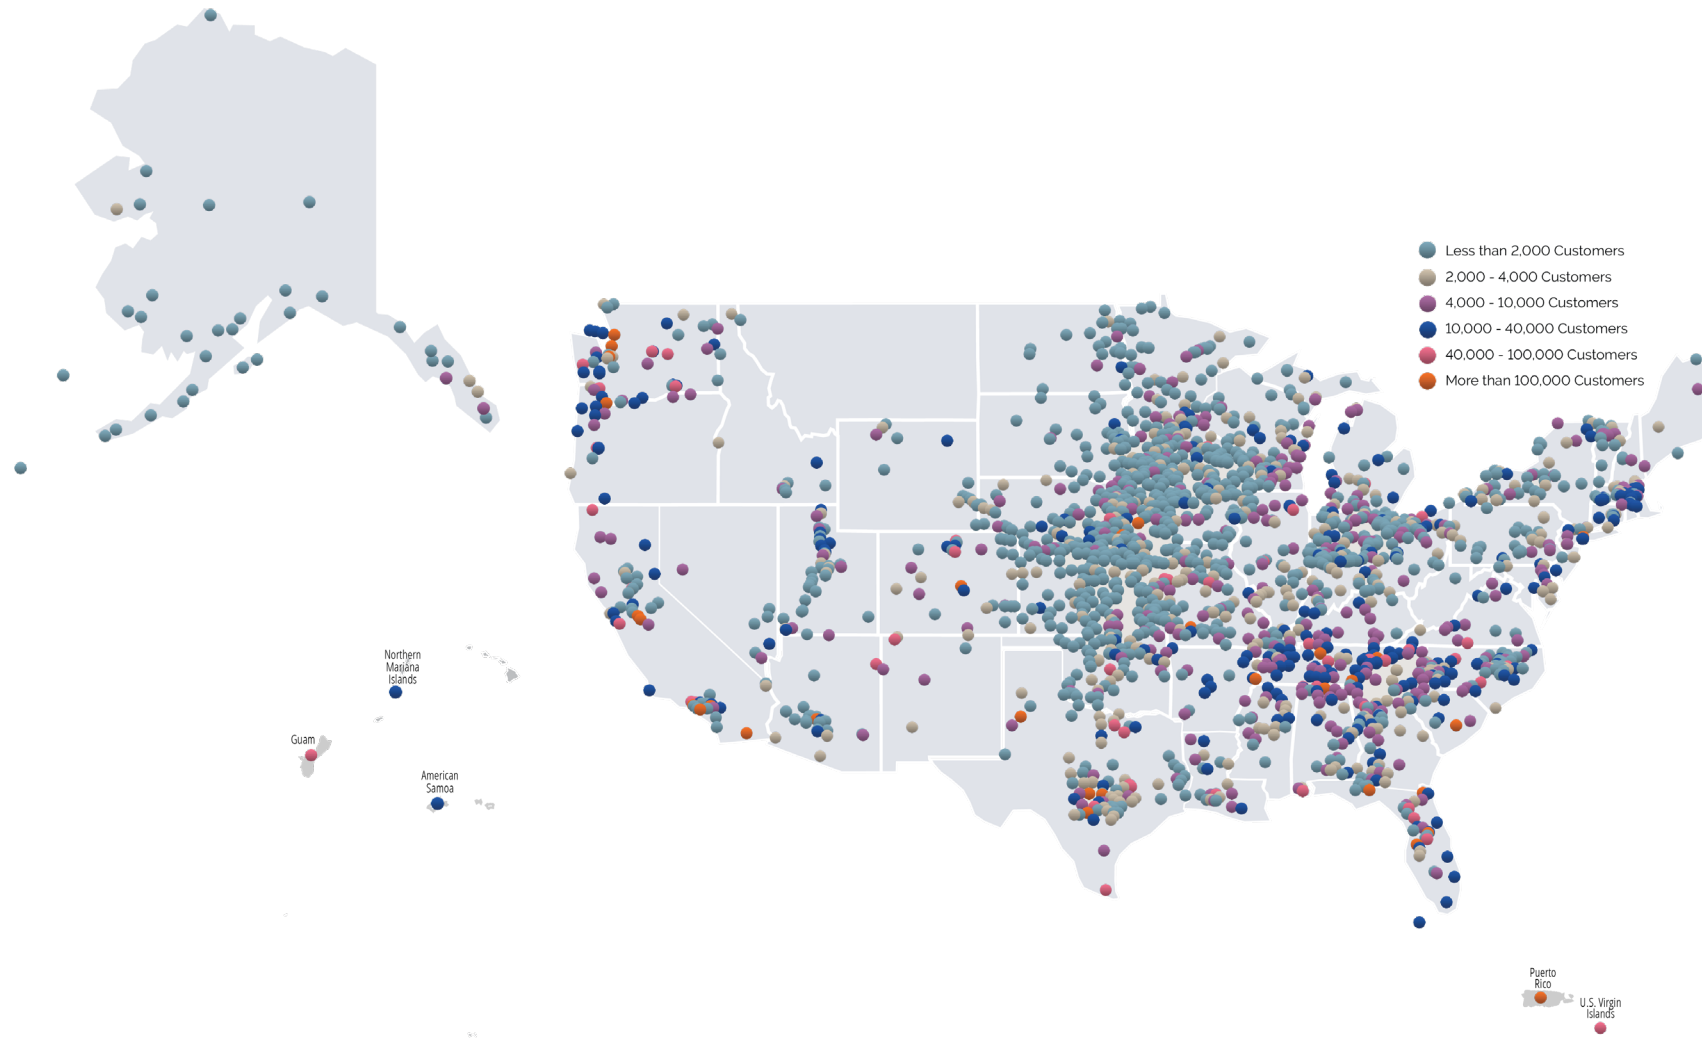 Less than 2,000 Customers
2,000 - 4,000 Customers
4,000 - 10,000 Customers
10,000 - 40,000 Customers
40,000 - 100,000 Customers
More than 100,000 Customers
Northern
Mariana
Islands
Guam
American
Samoa
Puerto
Rico
U.S. Virgin
Islands